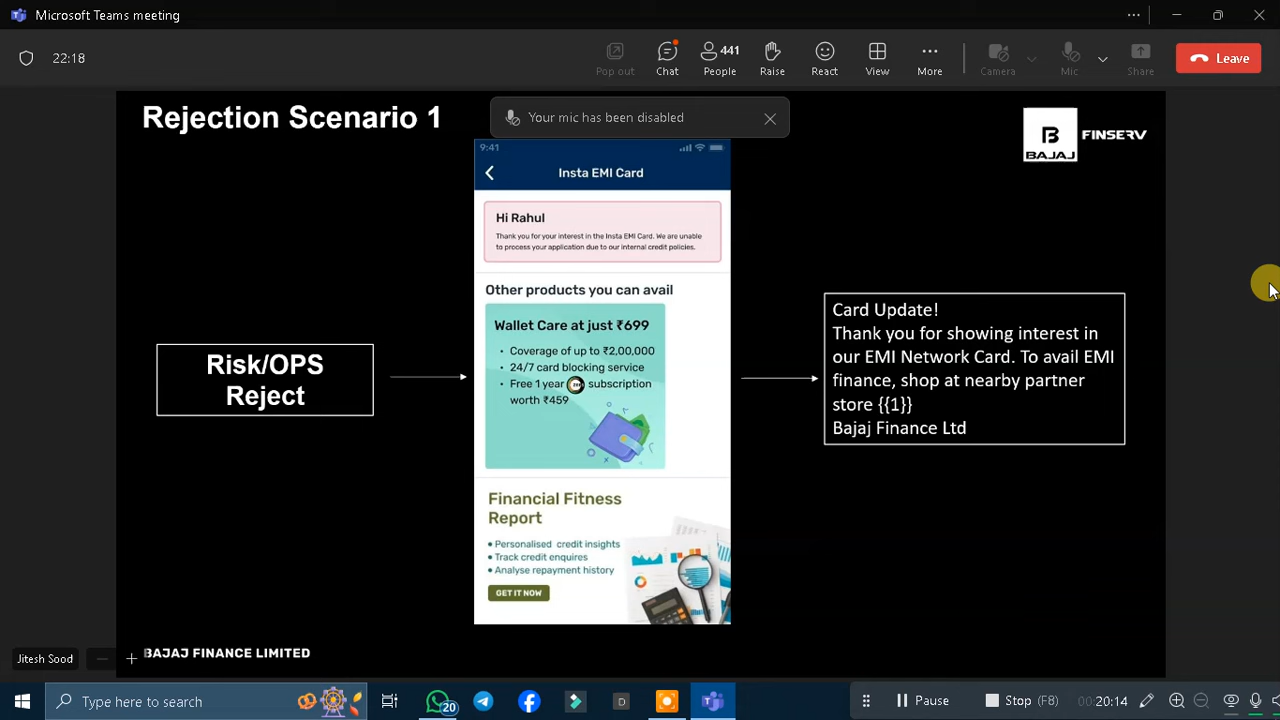 Microsoft Teams meeting
22:18
Pop out
Chat
441
People
Raise
React
View
More
Camera
Mic
Share
Leave
Rejection Scenario 1
Your mic has been disabled
B
BAJAJ
FINSERV
9:41
Insta EMI Card
Hi Rahul
Thank you for your interest in the Insta EMI Card. We are unable
to process your application due to our internal credit policies.
Other products you can avail
Wallet Care at just ₹699
• Coverage of up to ₹2,00,000
• 24/7 card blocking service
• Free 1 year subscription
worth ₹459
Financial Fitness
Report
• Personalised credit insights
• Track credit enquires
• Analyse repayment history
GET IT NOW
Risk/OPS
Reject
Card Update!
Thank you for showing interest in
our EMI Network Card. To avail EMI
finance, shop at nearby partner
store {{1}}
Bajaj Finance Ltd
Jitesh Sood
BAJAJ FINANCE LIMITED
Type here to search
20
D
Pause
Stop (F8)